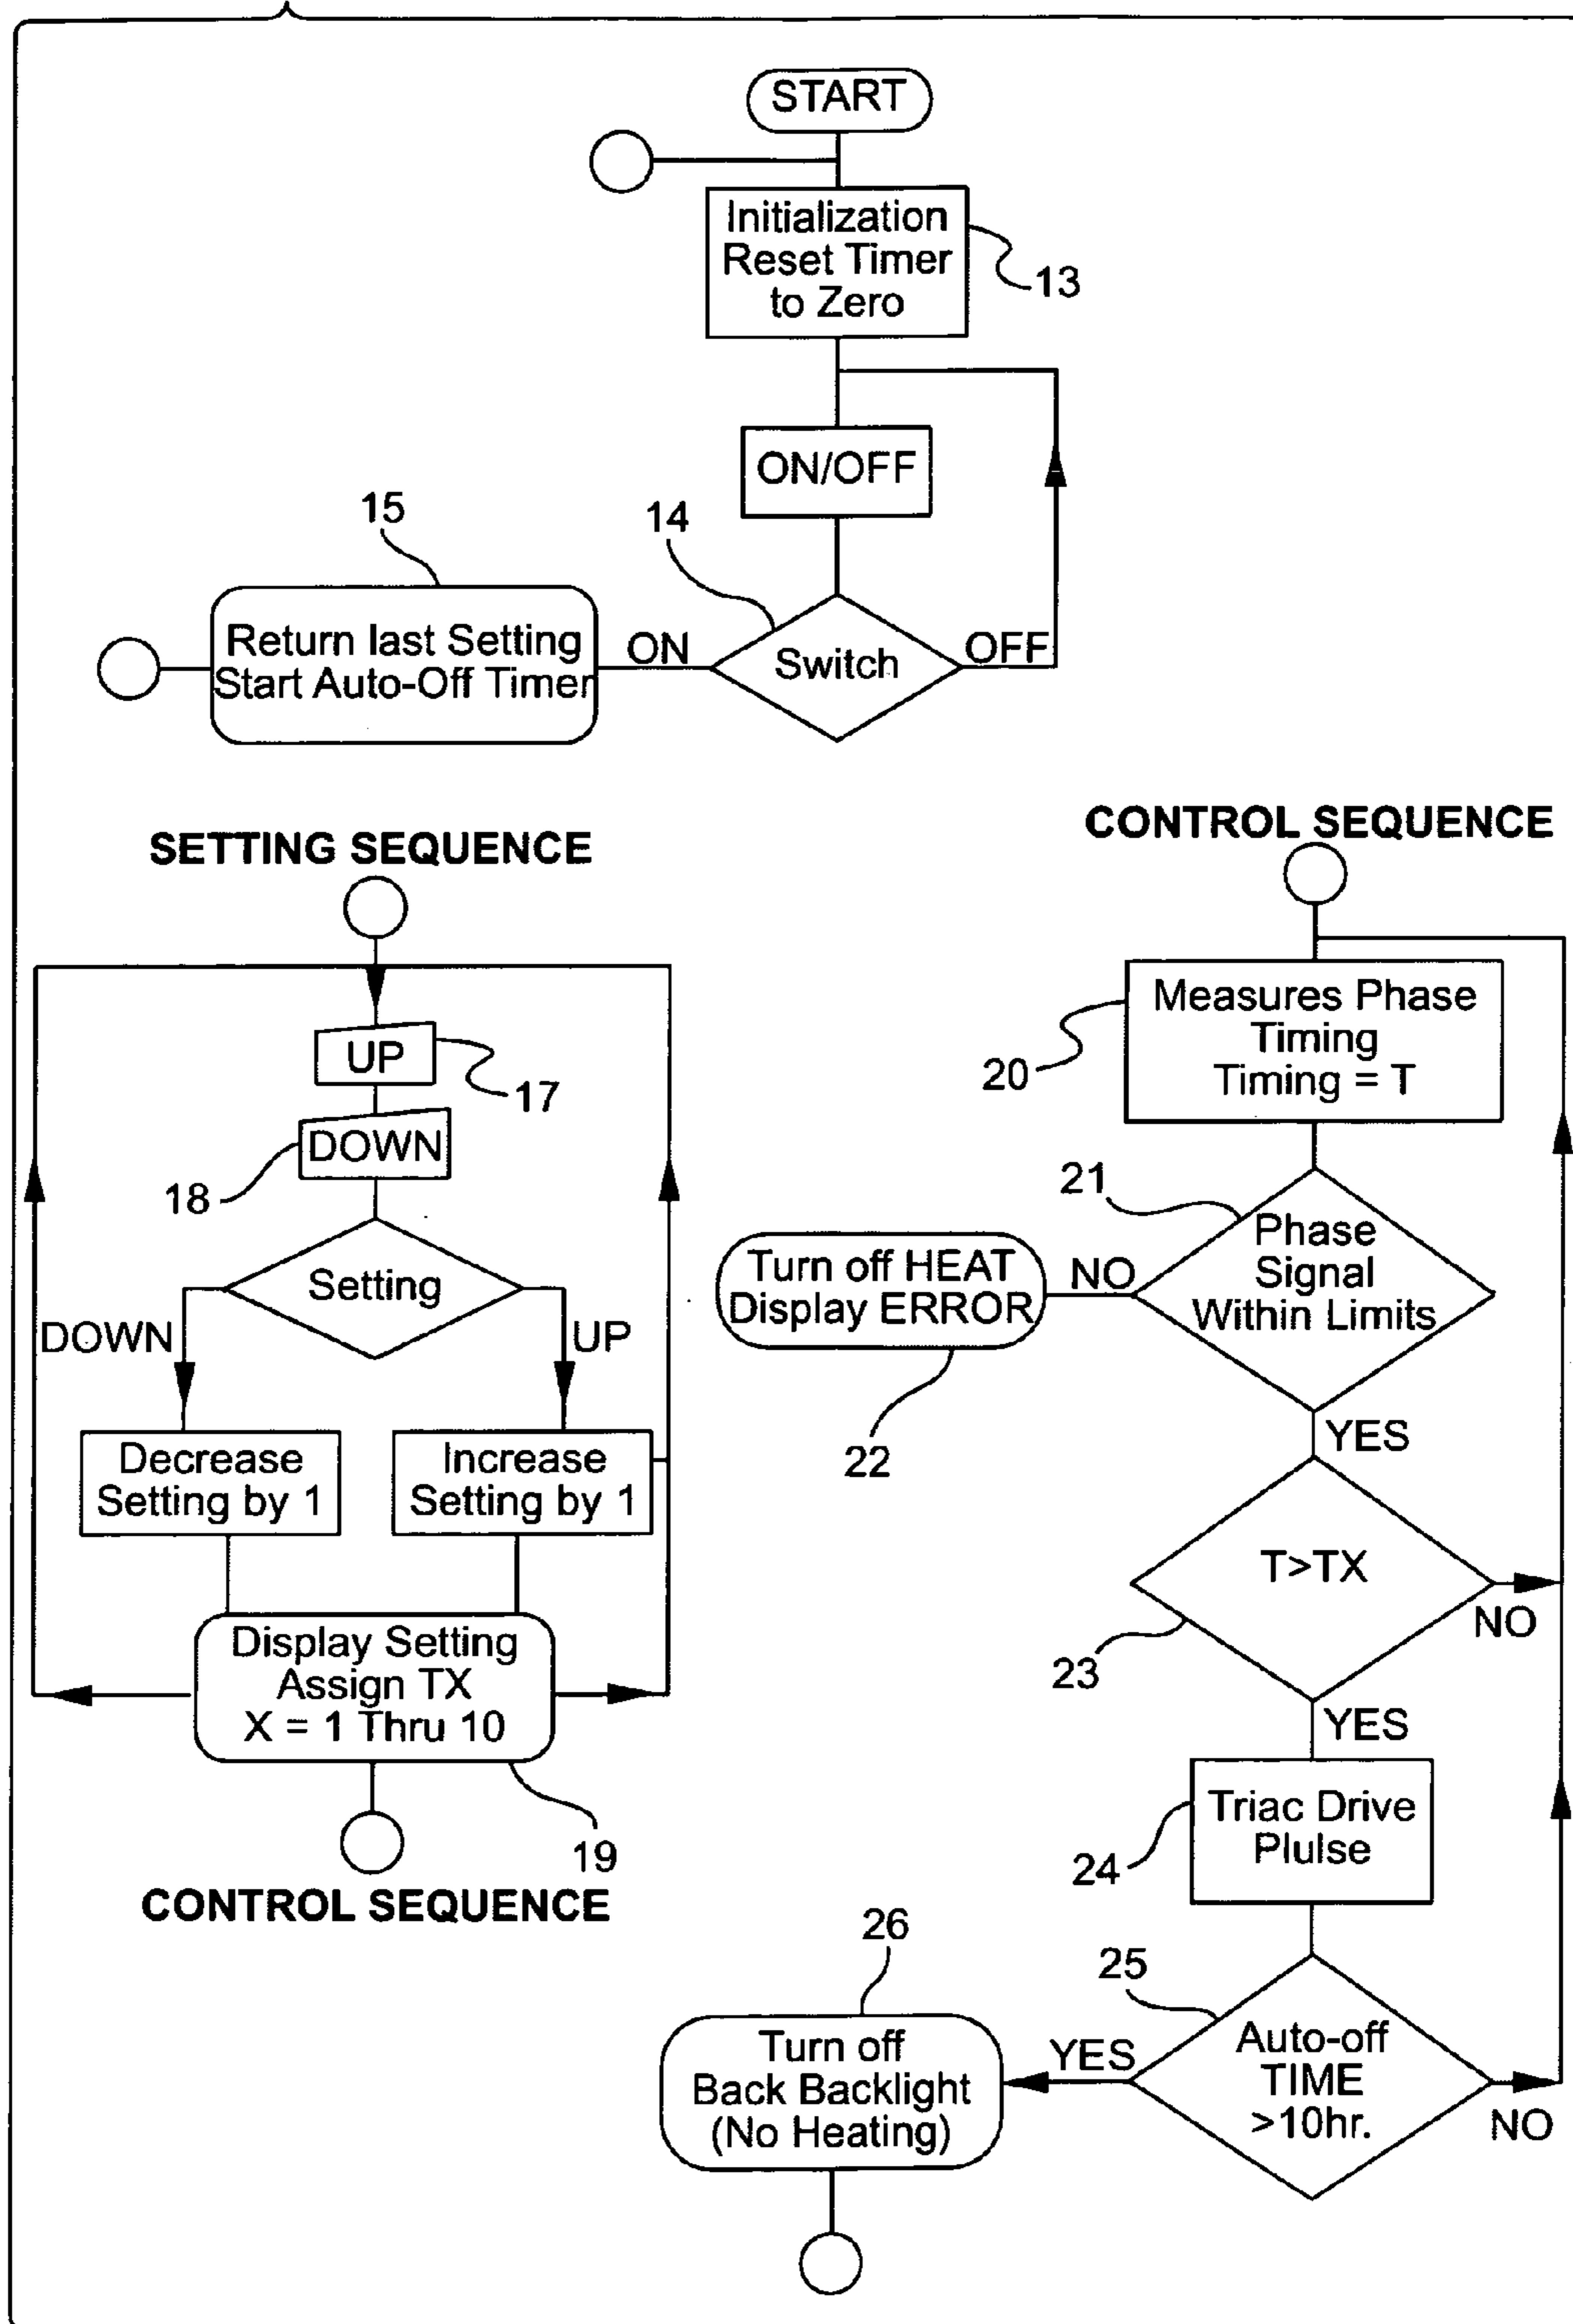 START
Initialization
Reset Timer
to Zero
13
ON/OFF
15
14
Return last Setting
Start Auto-Off Timer
ON
Switch
OFF
SETTING SEQUENCE
UP
17
DOWN
18
Setting
DOWN
UP
Decrease
Setting by 1
Increase
Setting by 1
Display Setting
Assign TX
X = 1 Thru 10
19
CONTROL SEQUENCE
CONTROL SEQUENCE
Measures Phase
Timing
Timing = T
20
21
Phase
Signal
Within Limits
NO
Turn off HEAT
Display ERROR
22
YES
T>TX
NO
23
YES
Triac Drive
Plulse
24
26
25
Auto-off
TIME
>10hr.
YES
NO
Turn off
Back Backlight
(No Heating)